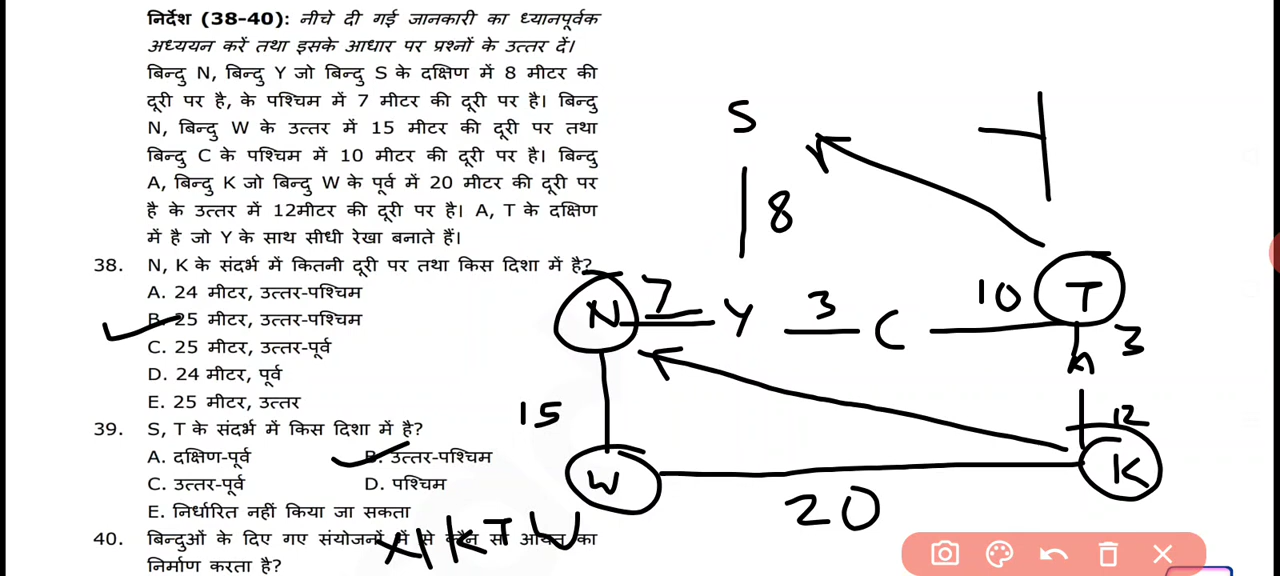 निर्देश (38-40): नीचे दी गई जानकारी का ध्यानपूर्वक
अध्ययन करें तथा इसके आधार पर प्रश्नों के उत्तर दें।
बिन्दु N, बिन्दु Y जो बिन्दु S के दक्षिण में 8 मीटर की
दूरी पर है, के पश्चिम में 7 मीटर की दूरी पर है। बिन्दु
N, बिन्दु W के उत्तर में 15 मीटर की दूरी पर तथा
बिन्दु C के पश्चिम में 10 मीटर की दूरी पर है। बिन्दु
A, बिन्दु K जो बिन्दु W के पूर्व में 20 मीटर की दूरी पर
है के उत्तर में 12मीटर की दूरी पर है। A, T के दक्षिण
में है जो Y के साथ सीधी रेखा बनाते हैं।
38. N, K के संदर्भ में कितनी दूरी पर तथा किस दिशा में है?
A. 24 मीटर, उत्तर-पश्चिम
B. 25 मीटर, उत्तर-पश्चिम
C. 25 मीटर, उत्तर-पूर्व
D. 24 मीटर, पूर्व
E. 25 मीटर, उत्तर
39. S, T के संदर्भ में किस दिशा में है?
A. दक्षिण-पूर्व B. उत्तर-पश्चिम
C. उत्तर-पूर्व D. पश्चिम
E. निर्धारित नहीं किया जा सकता
40. बिन्दुओं के दिए गए संयोजनों में से कौन सा आयत का
निर्माण करता है?
S
8
N 7 Y 3 C 10 T
3
A
15
12
W K
20
KTW